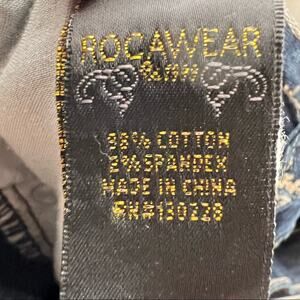 ROCAWEAR
98% COTTON
2% SPANDEX
MADE IN CHINA
RN#130228